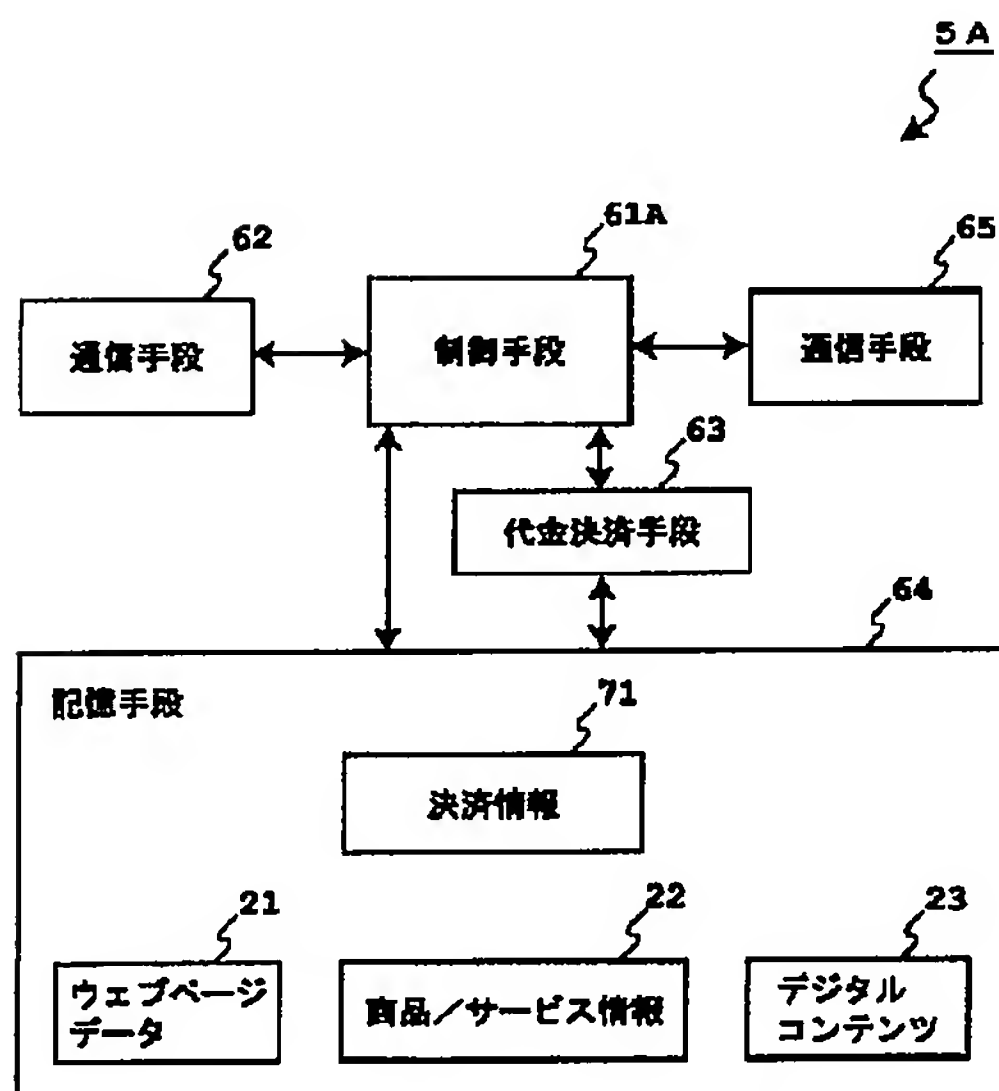 5A
61A
62
65
通信手段
制御手段
通信手段
63
代金決済手段
64
記憶手段
71
決済情報
21
22
23
ウェブページ
データ
商品／サービス情報
デジタル
コンテンツ